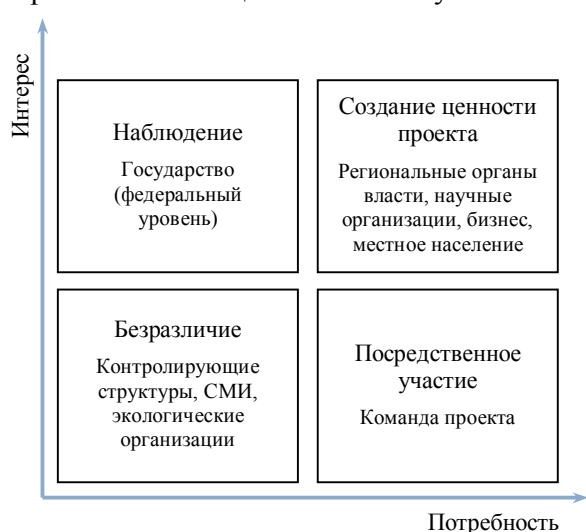 Интерес
Наблюдение
Государство
(федеральный
уровень)
Создание ценности
проекта
Региональные органы
власти, научные
организации, бизнес,
местное население
Безразличие
Контролирующие
структуры, СМИ,
экологические
организации
Посредственное
участие
Команда проекта
Потребность